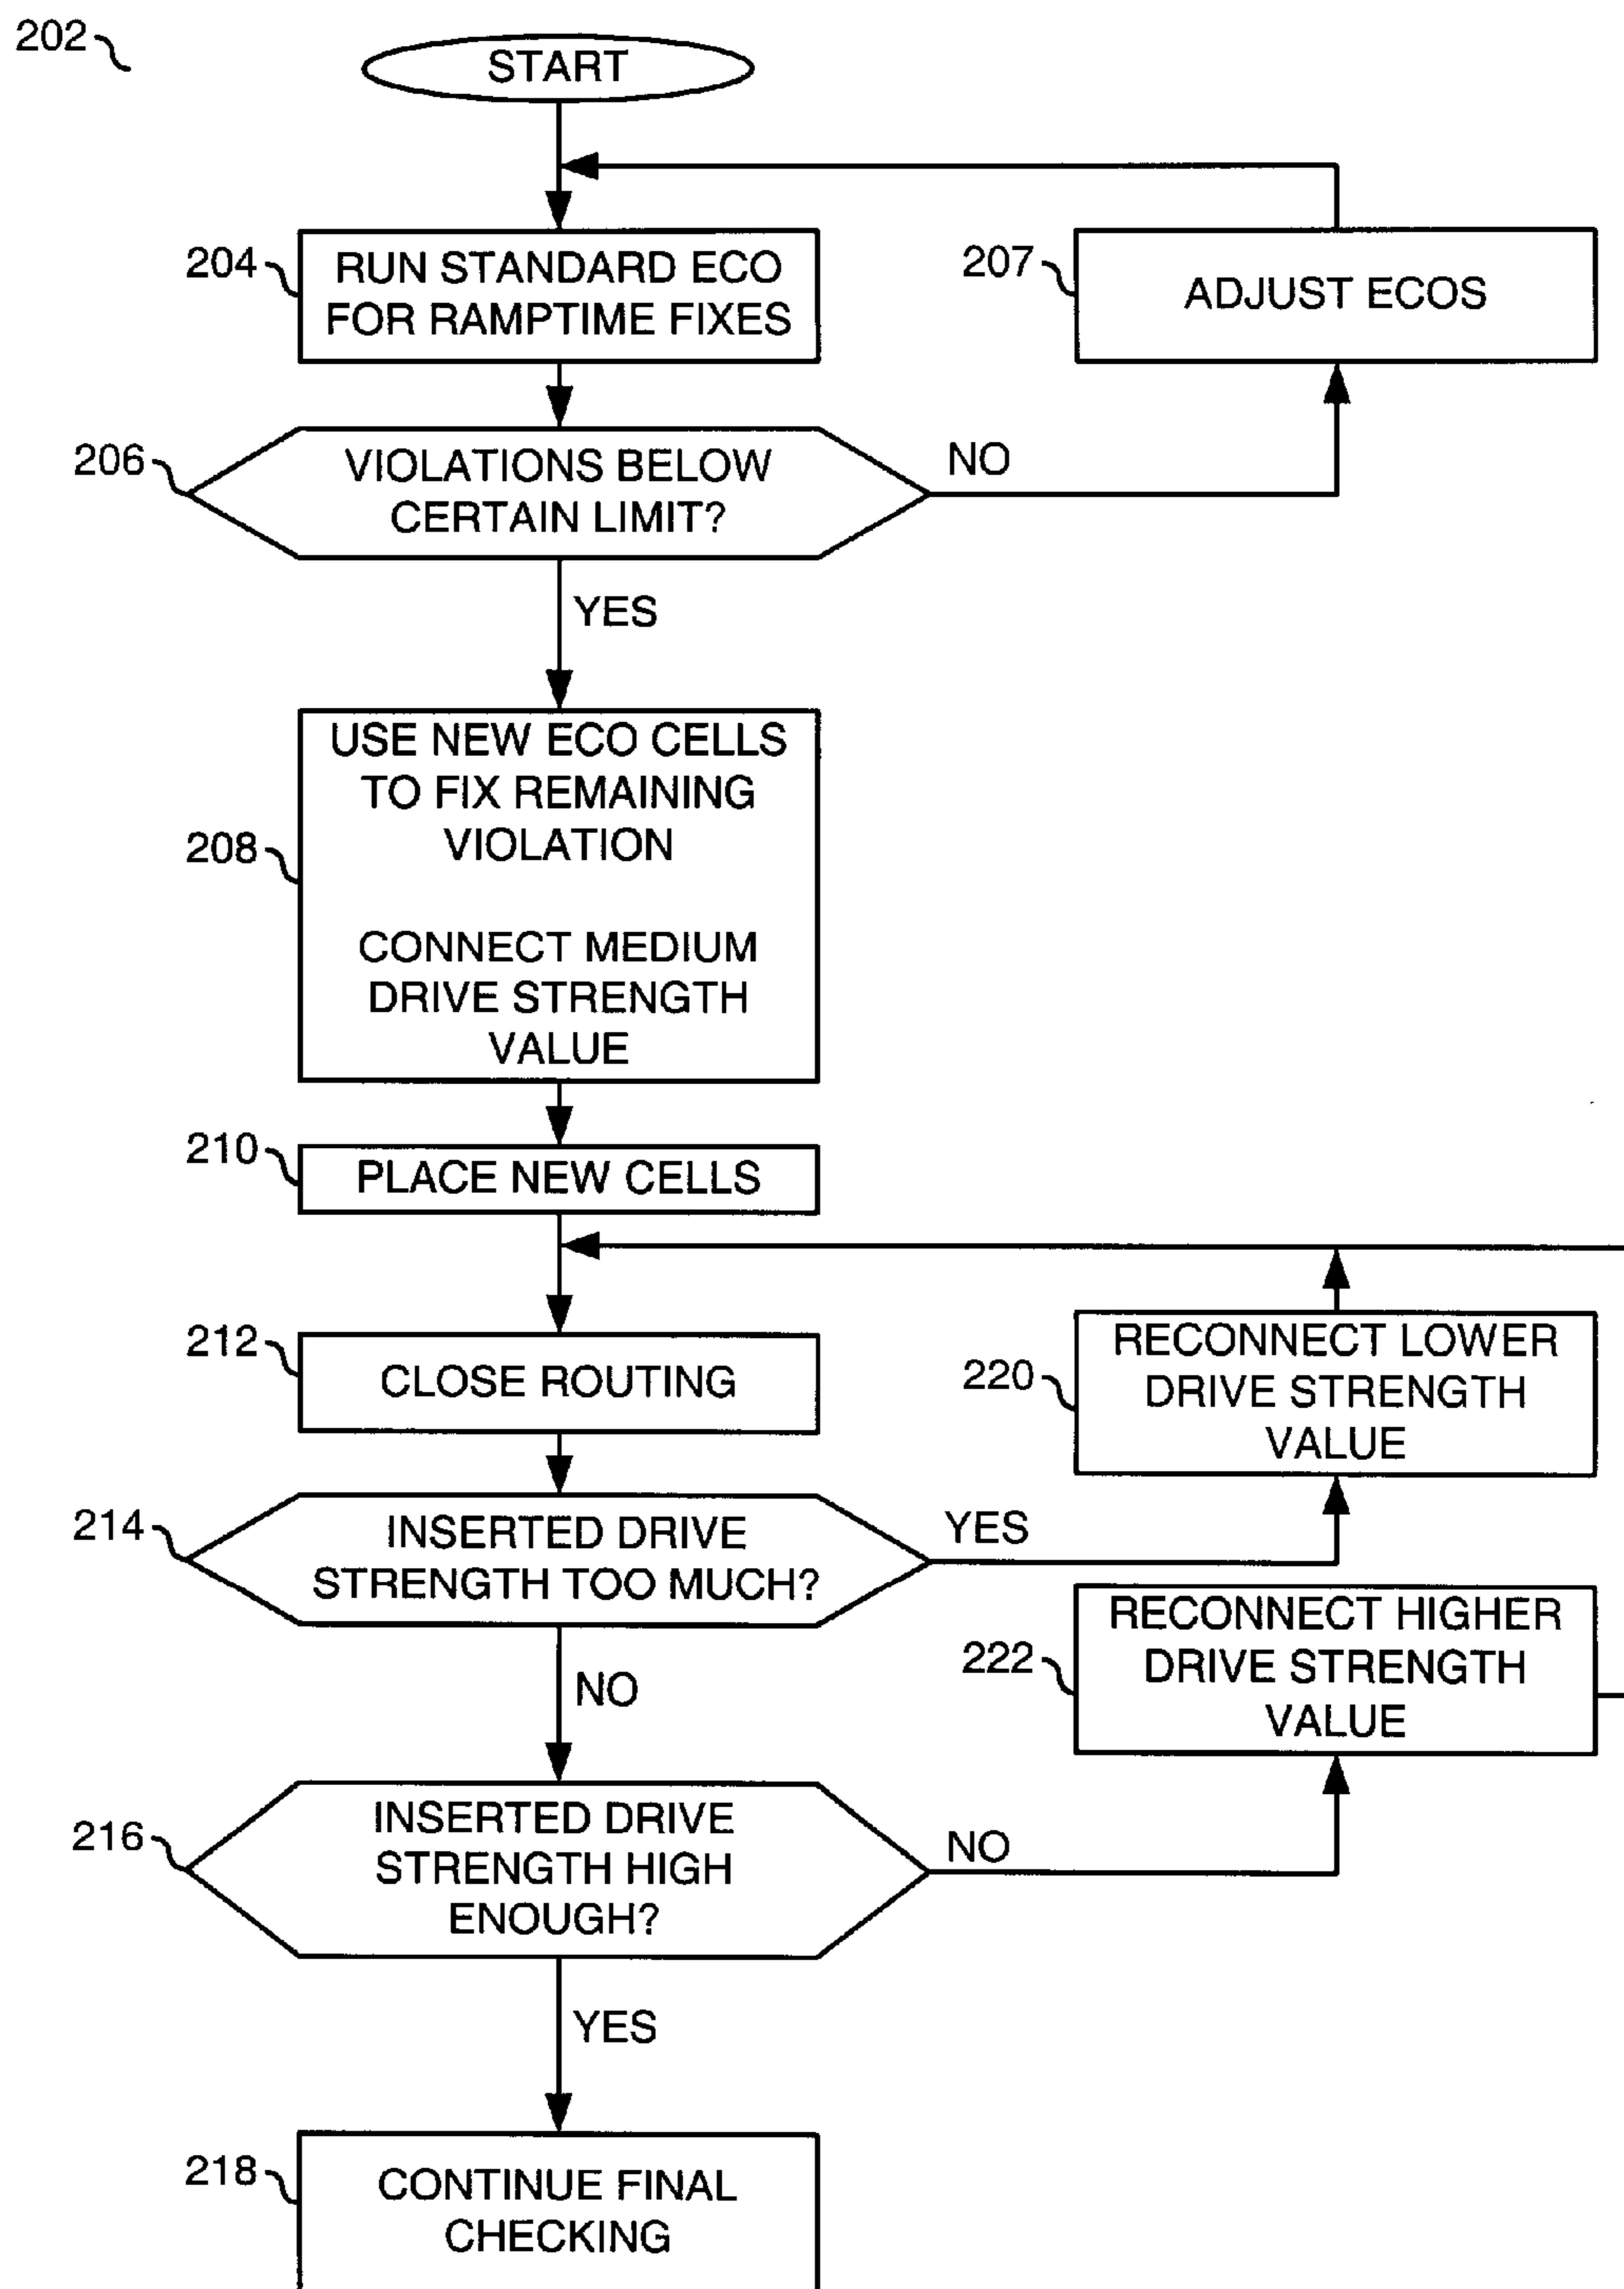 202
START
204
RUN STANDARD ECO
FOR RAMPTIME FIXES
207
ADJUST ECOS
206
VIOLATIONS BELOW
CERTAIN LIMIT?
NO
YES
208
USE NEW ECO CELLS
TO FIX REMAINING
VIOLATION
CONNECT MEDIUM
DRIVE STRENGTH
VALUE
210
PLACE NEW CELLS
212
CLOSE ROUTING
220
RECONNECT LOWER
DRIVE STRENGTH
VALUE
214
INSERTED DRIVE
STRENGTH TOO MUCH?
YES
NO
222
RECONNECT HIGHER
DRIVE STRENGTH
VALUE
216
INSERTED DRIVE
STRENGTH HIGH
ENOUGH?
NO
YES
218
CONTINUE FINAL
CHECKING